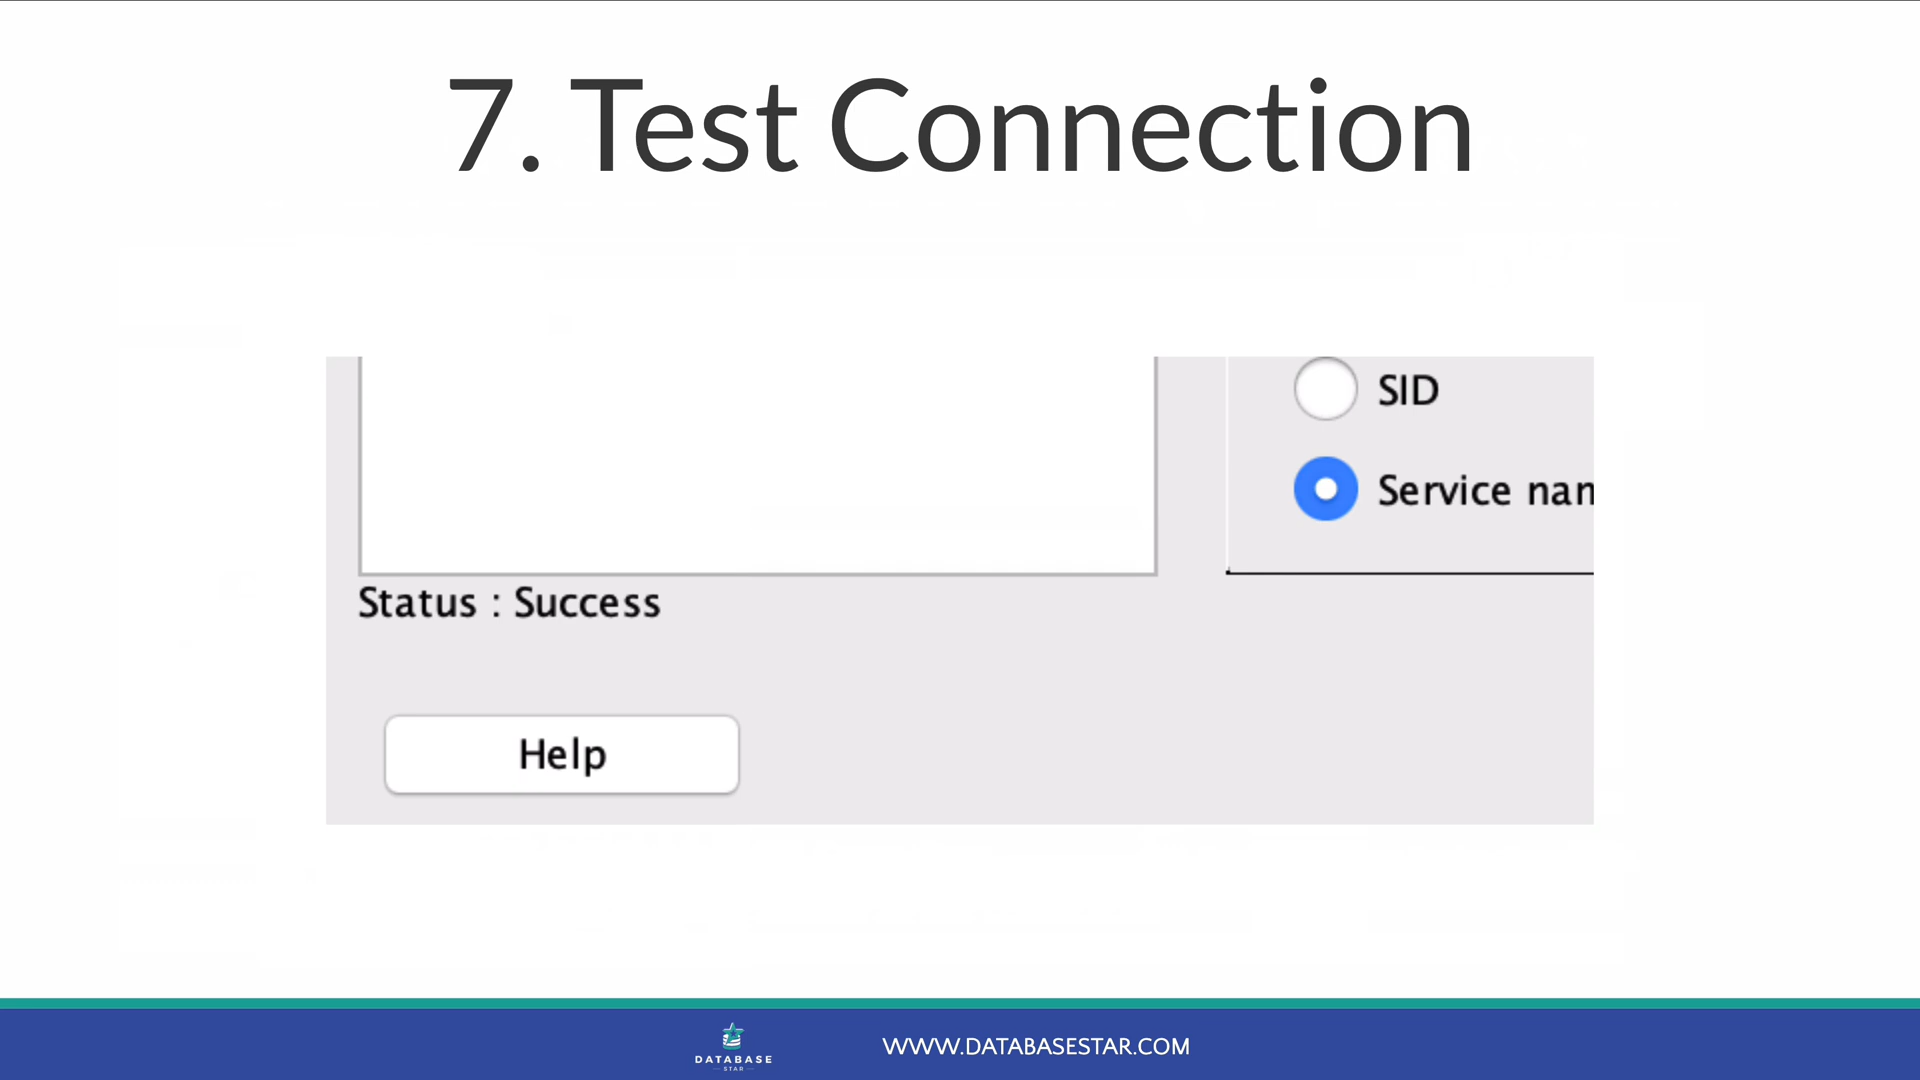 7. Test Connection
SID
Service nan
Status : Success
Help
DATABASE
STAR
WWW.DATABASESTAR.COM